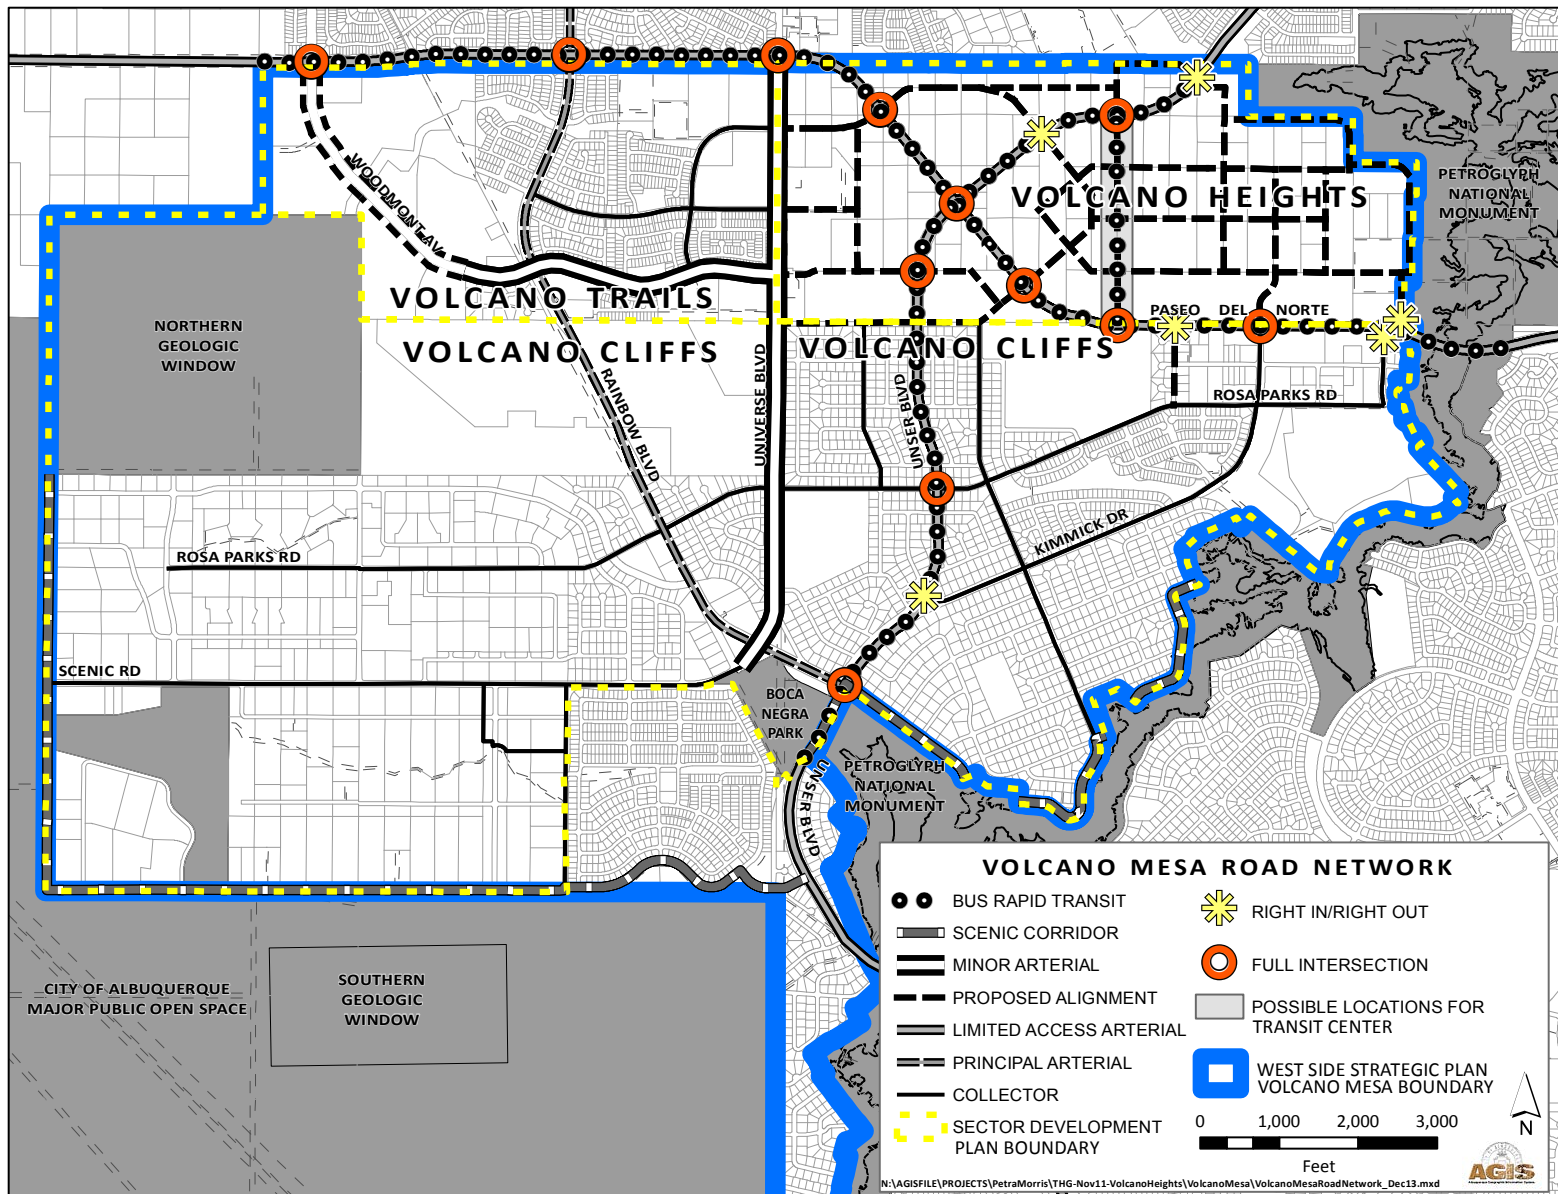 PETROGLYPH
NATIONAL
MONUMENT
WOODMONT AV
VOLCANO HEIGHTS
VOLCANO TRAILS
PASEO DEL NORTE
NORTHERN
GEOLOGIC
WINDOW
VOLCANO CLIFFS
VOLCANO CLIFFS
RAINBOW BLVD
UNIVERSE BLVD
UNSER BLVD
ROSA PARKS RD
KIMMICK DR
ROSA PARKS RD
SCENIC RD
BOCA
NEGRA
PARK
PETROGLYPH
NATIONAL
MONUMENT
UNSER BLVD
CITY OF ALBUQUERQUE
MAJOR PUBLIC OPEN SPACE
SOUTHERN
GEOLOGIC
WINDOW
VOLCANO MESA ROAD NETWORK
BUS RAPID TRANSIT
SCENIC CORRIDOR
MINOR ARTERIAL
PROPOSED ALIGNMENT
LIMITED ACCESS ARTERIAL
PRINCIPAL ARTERIAL
COLLECTOR
SECTOR DEVELOPMENT
PLAN BOUNDARY
RIGHT IN/RIGHT OUT
FULL INTERSECTION
POSSIBLE LOCATIONS FOR
TRANSIT CENTER
WEST SIDE STRATEGIC PLAN
VOLCANO MESA BOUNDARY
0 1,000 2,000 3,000
Feet
N
AGIS
N:\AGISFILE\PROJECTS\PetraMorris\THG-Nov11-VolcanoHeights\VolcanoMesa\VolcanoMesaRoadNetwork_Dec13.mxd